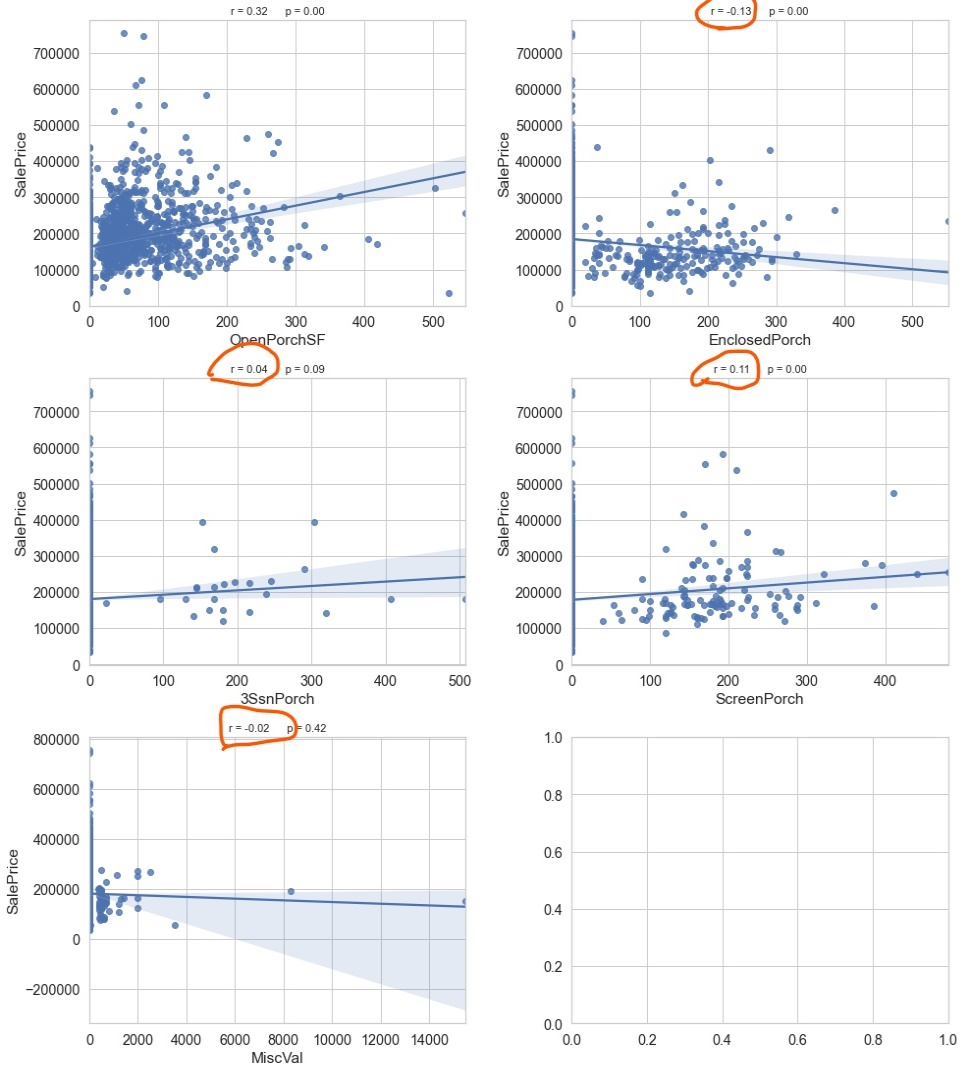 r = 0.32 p = 0.00
700000
600000
500000
400000
300000
200000
100000
0
SalePrice
0 100 200 300 400 500
OpenPorchSF
r = -0.13 p = 0.00
700000
600000
500000
400000
300000
200000
100000
0
SalePrice
0 100 200 300 400 500
EnclosedPorch
r = 0.04 p = 0.09
700000
600000
500000
400000
300000
200000
100000
0
SalePrice
0 100 200 300 400 500
3SsnPorch
r = 0.11 p = 0.00
700000
600000
500000
400000
300000
200000
100000
0
SalePrice
0 100 200 300 400
ScreenPorch
r = -0.02 p = 0.42
800000
600000
400000
200000
0
−200000
SalePrice
0 2000 4000 6000 8000 10000 12000 14000
MiscVal
1.0
0.8
0.6
0.4
0.2
0.0
0.0 0.2 0.4 0.6 0.8 1.0